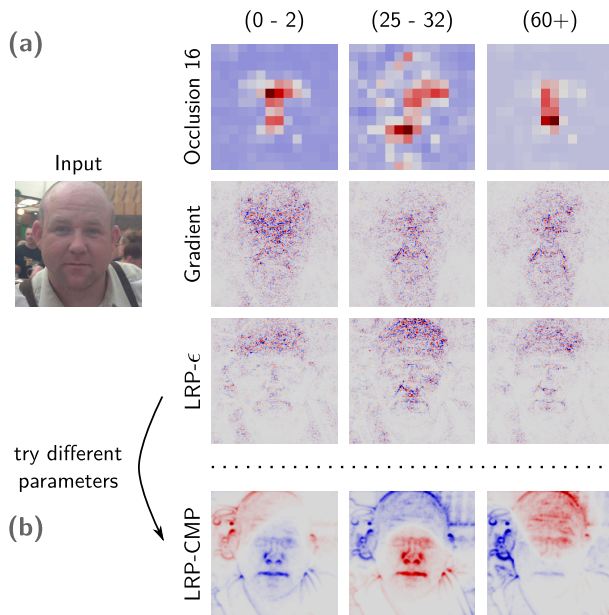 (0 - 2) (25 - 32) (60+)
(a)
Occlusion 16
Input
Gradient
LRP-ϵ
try different
parameters
(b)
LRP-CMP